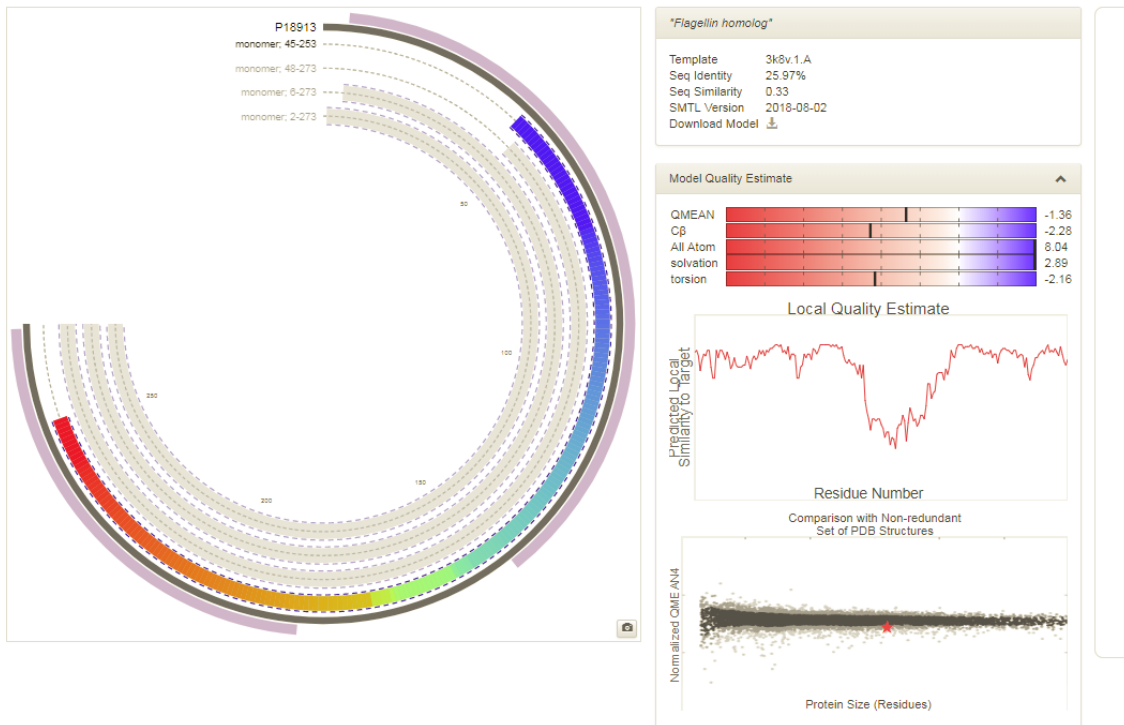 P18913
monomer; 45-253
monomer; 48-273
monomer; 6-273
monomer; 2-273
50
100
150
200
250
"Flagellin homolog"
Template 3k8v.1.A
Seq Identity 25.97%
Seq Similarity 0.33
SMTL Version 2018-08-02
Download Model
Model Quality Estimate
QMEAN -1.36
Cβ -2.28
All Atom 8.04
solvation 2.89
torsion -2.16
Local Quality Estimate
Predicted Local
Similarity to Target
Residue Number
Comparison with Non-redundant
Set of PDB Structures
Normalized QMEAN4
Protein Size (Residues)